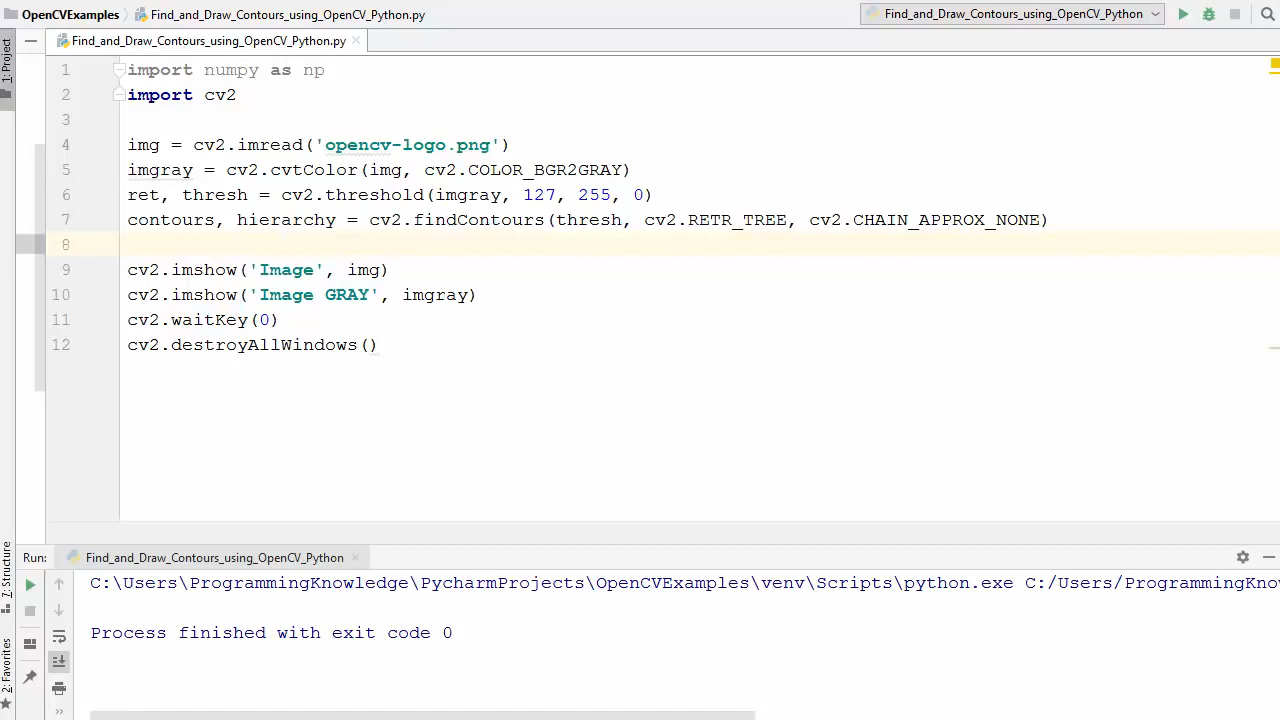 OpenCVExamples Find_and_Draw_Contours_using_OpenCV_Python.py Find_and_Draw_Contours_using_OpenCV_Python
1: Project
Find_and_Draw_Contours_using_OpenCV_Python.py
1 import numpy as np
2 import cv2
3
4 img = cv2.imread('opencv-logo.png')
5 imgray = cv2.cvtColor(img, cv2.COLOR_BGR2GRAY)
6 ret, thresh = cv2.threshold(imgray, 127, 255, 0)
7 contours, hierarchy = cv2.findContours(thresh, cv2.RETR_TREE, cv2.CHAIN_APPROX_NONE)
8
9 cv2.imshow('Image', img)
10 cv2.imshow('Image GRAY', imgray)
11 cv2.waitKey(0)
12 cv2.destroyAllWindows()
7: Structure
2: Favorites
Run: Find_and_Draw_Contours_using_OpenCV_Python
C:\Users\ProgrammingKnowledge\PycharmProjects\OpenCVExamples\venv\Scripts\python.exe C:/Users/ProgrammingKno
Process finished with exit code 0